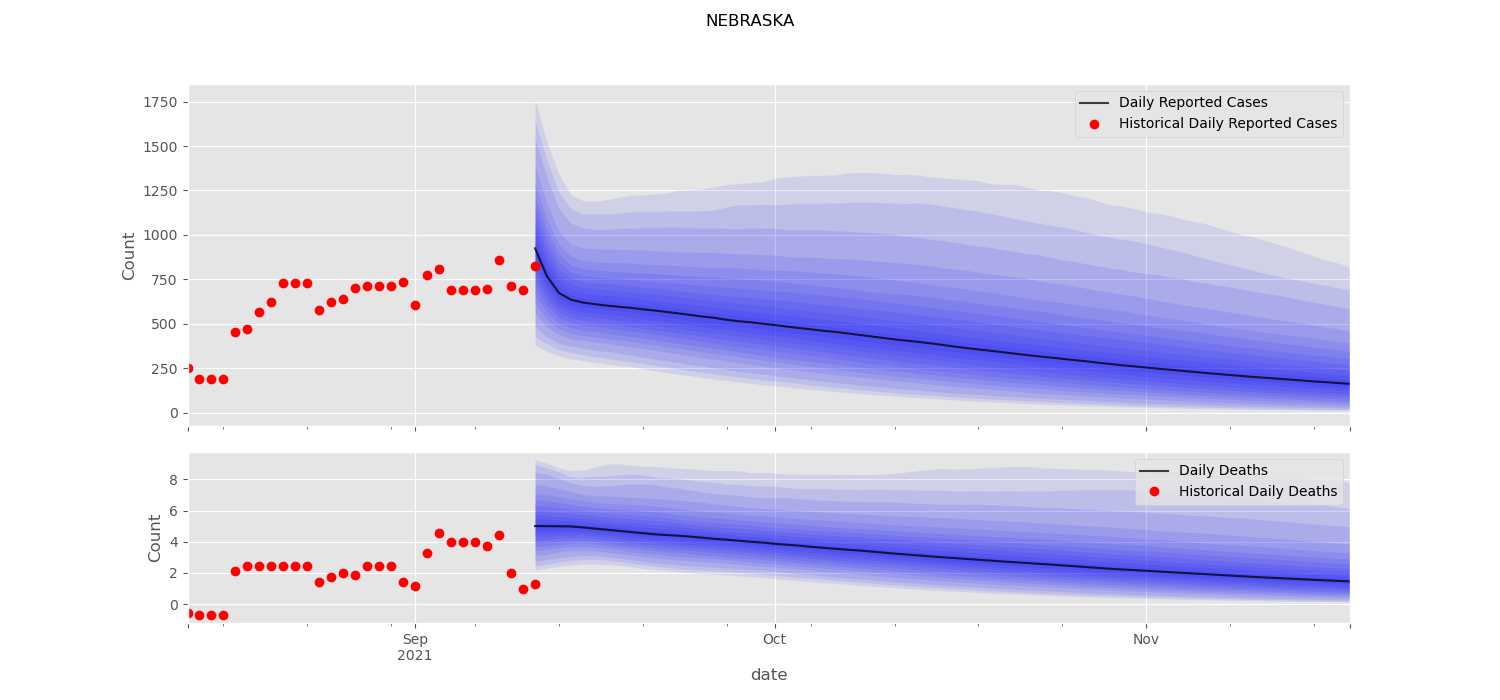 NEBRASKA
Count
1750
1500
1250
1000
750
500
250
0
Daily Reported Cases
Historical Daily Reported Cases
Count
8
6
4
2
0
Daily Deaths
Historical Daily Deaths
Sep
2021
Oct
Nov
date